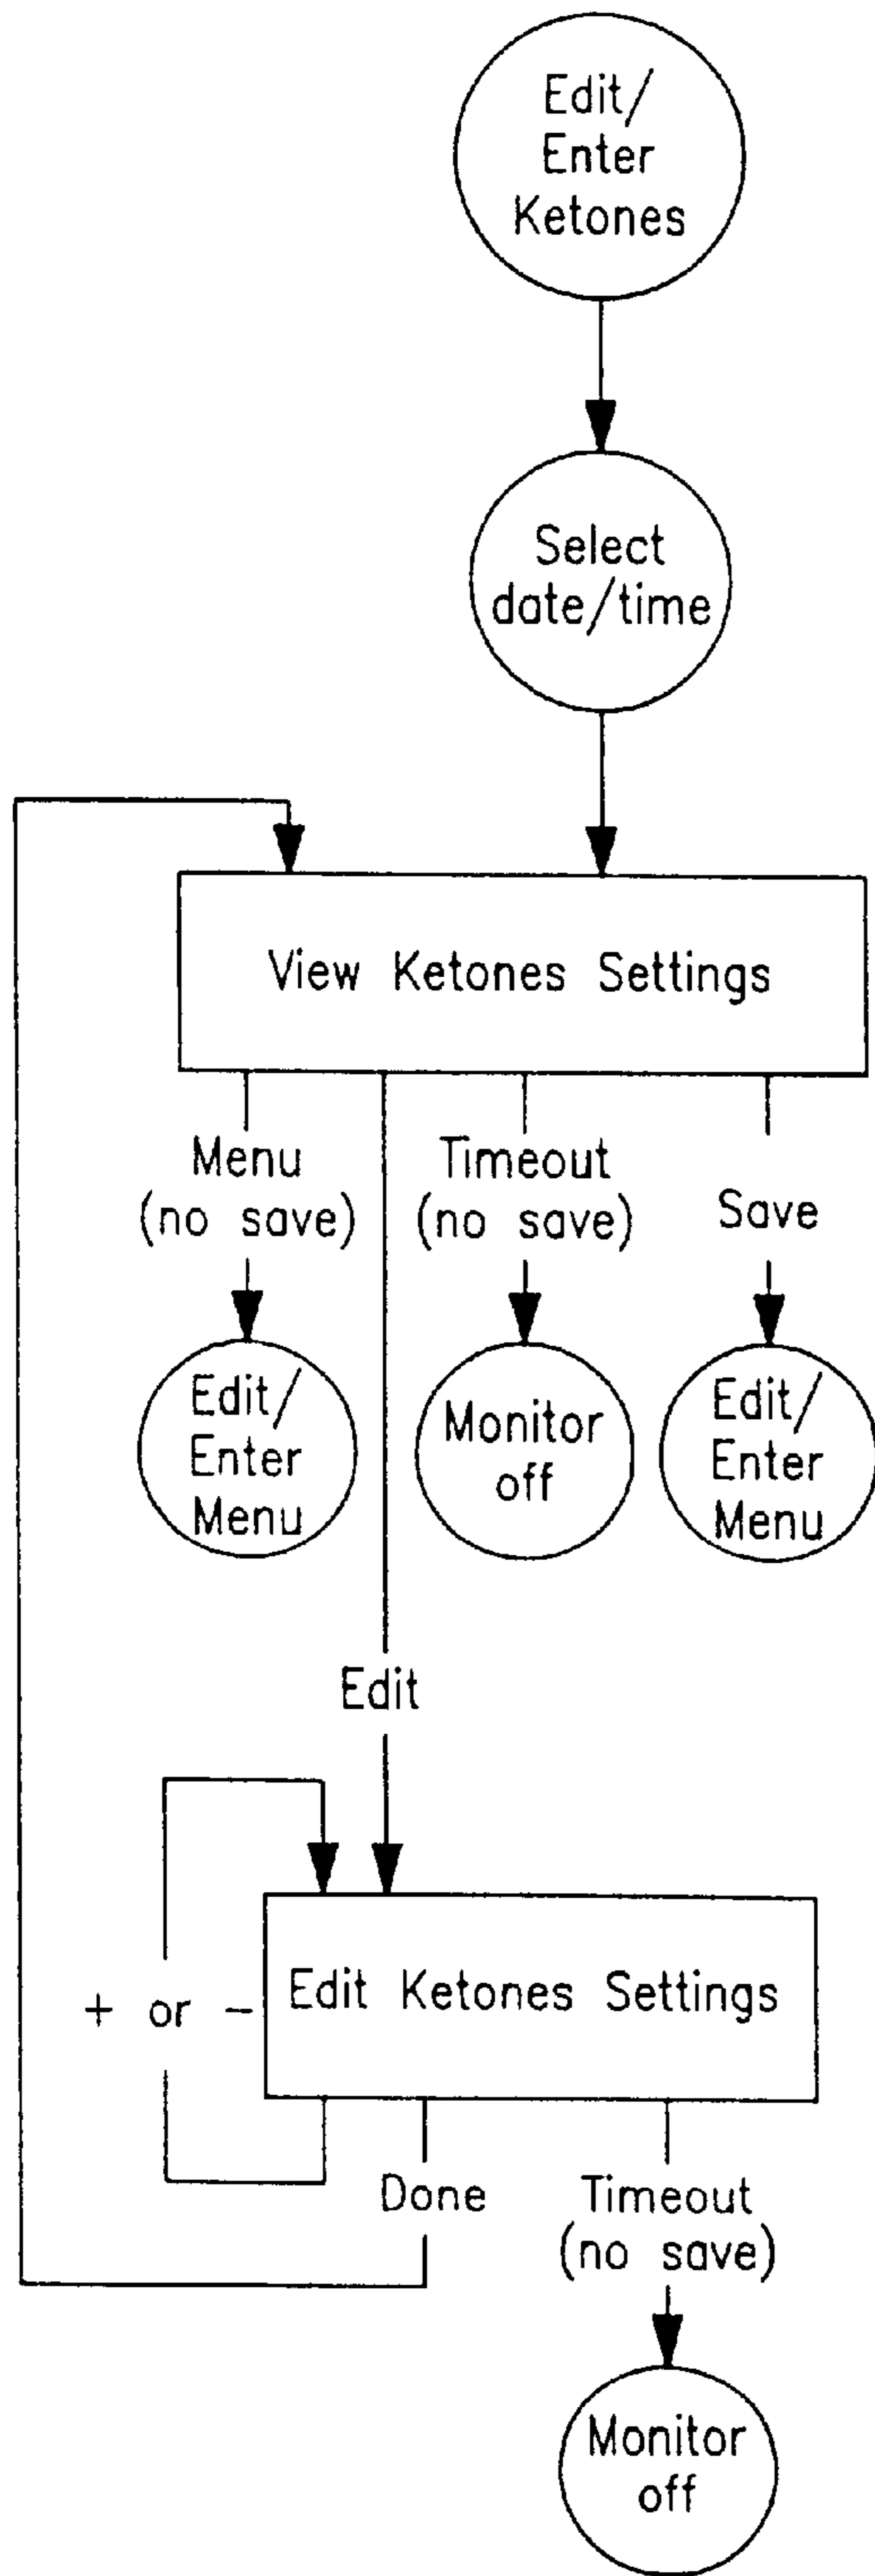 Edit/
Enter
Ketones
Select
date/time
View Ketones Settings
Menu
(no save)
Timeout
(no save)
Save
Edit/
Enter
Menu
Monitor
off
Edit/
Enter
Menu
Edit
+ or -
Edit Ketones Settings
Done
Timeout
(no save)
Monitor
off